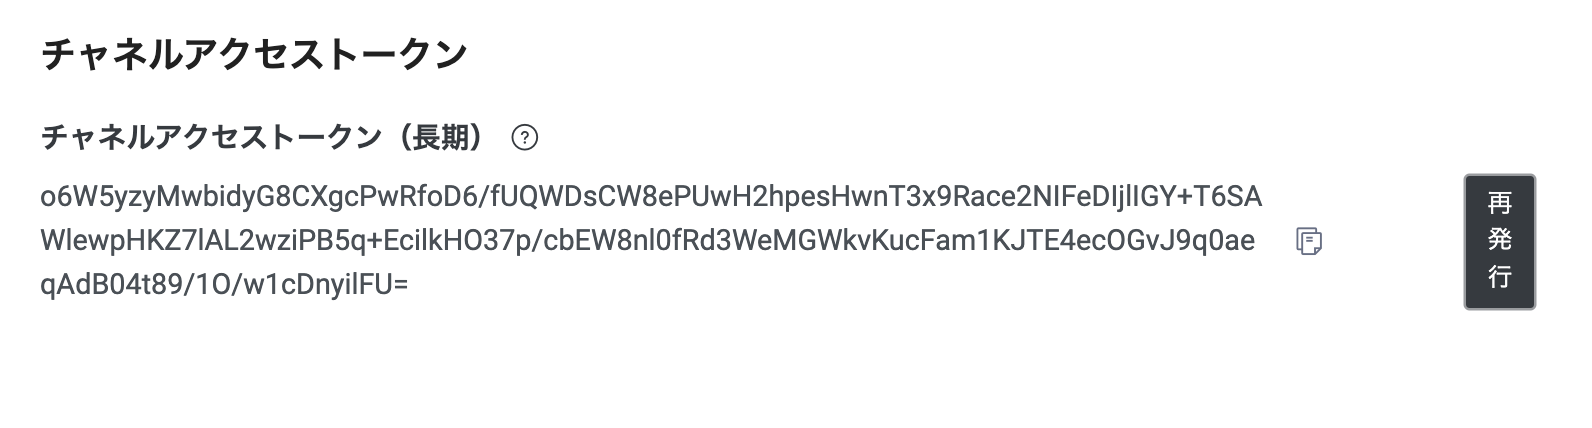 チャネルアクセストークン
チャネルアクセストークン（長期） ?
o6W5yzyMwbidyG8CXgcPwRfoD6/fUQWDsCW8ePUwH2hpesHwnT3x9Race2NIFeDIjlIGY+T6SA
WlewpHKZ7lAL2wziPB5q+EcilkHO37p/cbEW8nl0fRd3WeMGWkvKucFam1KJTE4ecOGvJ9q0ae
qAdB04t89/1O/w1cDnyilFU=
再
発
行